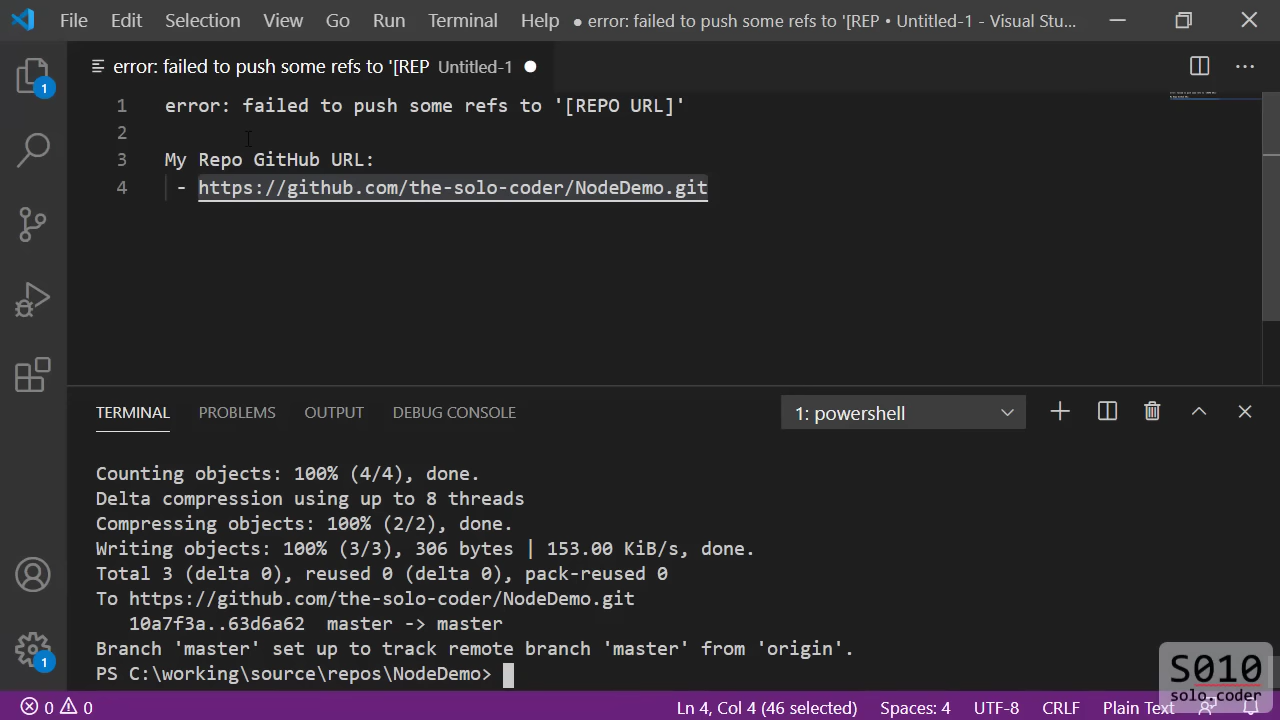 File Edit Selection View Go Run Terminal Help ● error: failed to push some refs to '[REP • Untitled-1 - Visual Stu...
error: failed to push some refs to '[REP Untitled-1
1 error: failed to push some refs to '[REPO URL]'
2
3 My Repo GitHub URL:
4 - https://github.com/the-solo-coder/NodeDemo.git
1
TERMINAL PROBLEMS OUTPUT DEBUG CONSOLE 1: powershell
Counting objects: 100% (4/4), done.
Delta compression using up to 8 threads
Compressing objects: 100% (2/2), done.
Writing objects: 100% (3/3), 306 bytes | 153.00 KiB/s, done.
Total 3 (delta 0), reused 0 (delta 0), pack-reused 0
To https://github.com/the-solo-coder/NodeDemo.git
10a7f3a..63d6a62 master -> master
Branch 'master' set up to track remote branch 'master' from 'origin'.
PS C:\working\source\repos\NodeDemo>
1
S010
solo_coder
0 0 Ln 4, Col 4 (46 selected) Spaces: 4 UTF-8 CRLF Plain Text